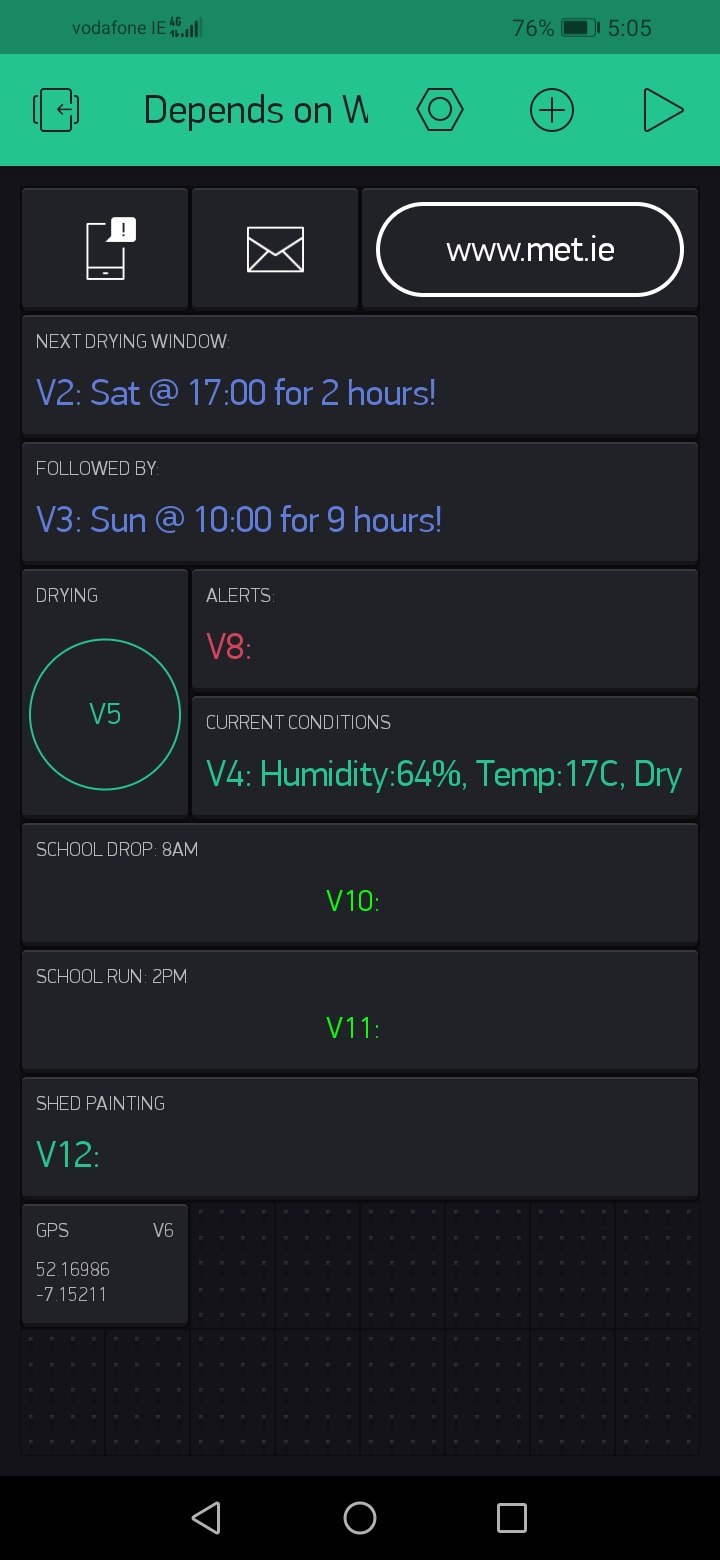 vodafone IE 4G 76% 5:05
Depends on W
!
www.met.ie
NEXT DRYING WINDOW:
V2: Sat @ 17:00 for 2 hours!
FOLLOWED BY:
V3: Sun @ 10:00 for 9 hours!
DRYING
V5
ALERTS:
V8:
CURRENT CONDITIONS
V4: Humidity:64%, Temp:17C, Dry
SCHOOL DROP: 8AM
V10:
SCHOOL RUN: 2PM
V11:
SHED PAINTING
V12:
GPS V6
52.16986
-7.15211